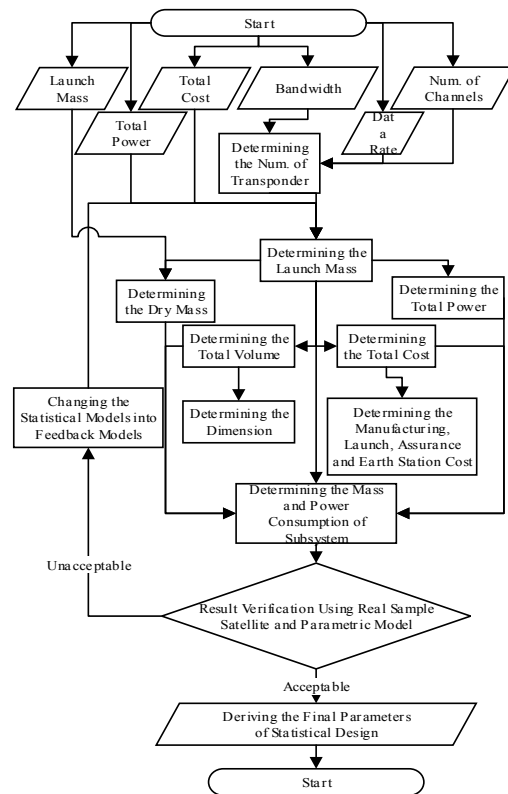 Start
Launch
Mass
Total
Cost
Bandwidth
Num. of
Channels
Total
Power
Dat
a
Rate
Determining
the Num. of
Transponder
Determining the
Launch Mass
Determining
the Dry Mass
Determining
the Total Power
Determining the
Total Volume
Determining
the Total Cost
Changing the
Statistical Models into
Feedback Models
Determining the
Dimension
Determining the
Manufacturing,
Launch, Assurance
and Earth Station Cost
Determining the Mass
and Power
Consumption of
Subsystem
Unacceptable
Result Verification Using Real Sample
Satellite and Parametric Model
Acceptable
Deriving the Final Parameters
of Statistical Design
Start